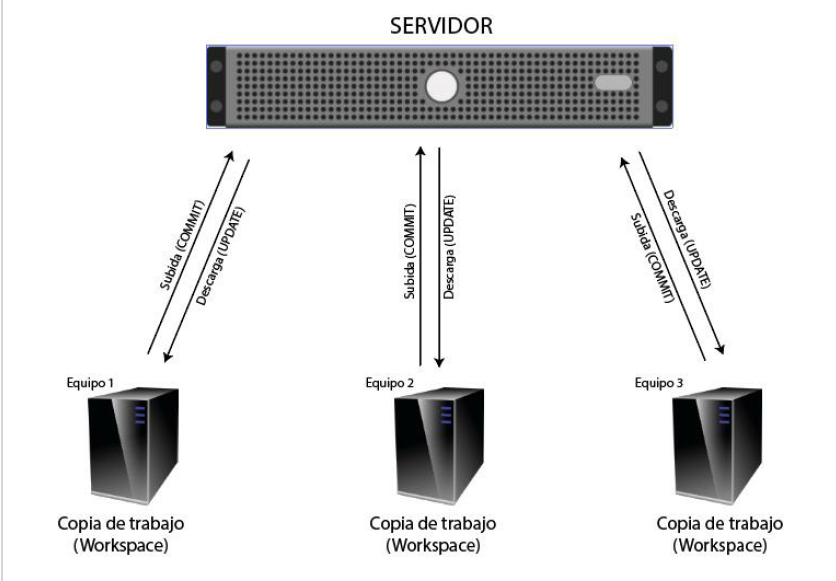 SERVIDOR
Subida (COMMIT)
Descarga (UPDATE)
Subida (COMMIT)
Descarga (UPDATE)
Subida (COMMIT)
Descarga (UPDATE)
Equipo 1
Equipo 2
Equipo 3
Copia de trabajo
(Workspace)
Copia de trabajo
(Workspace)
Copia de trabajo
(Workspace)